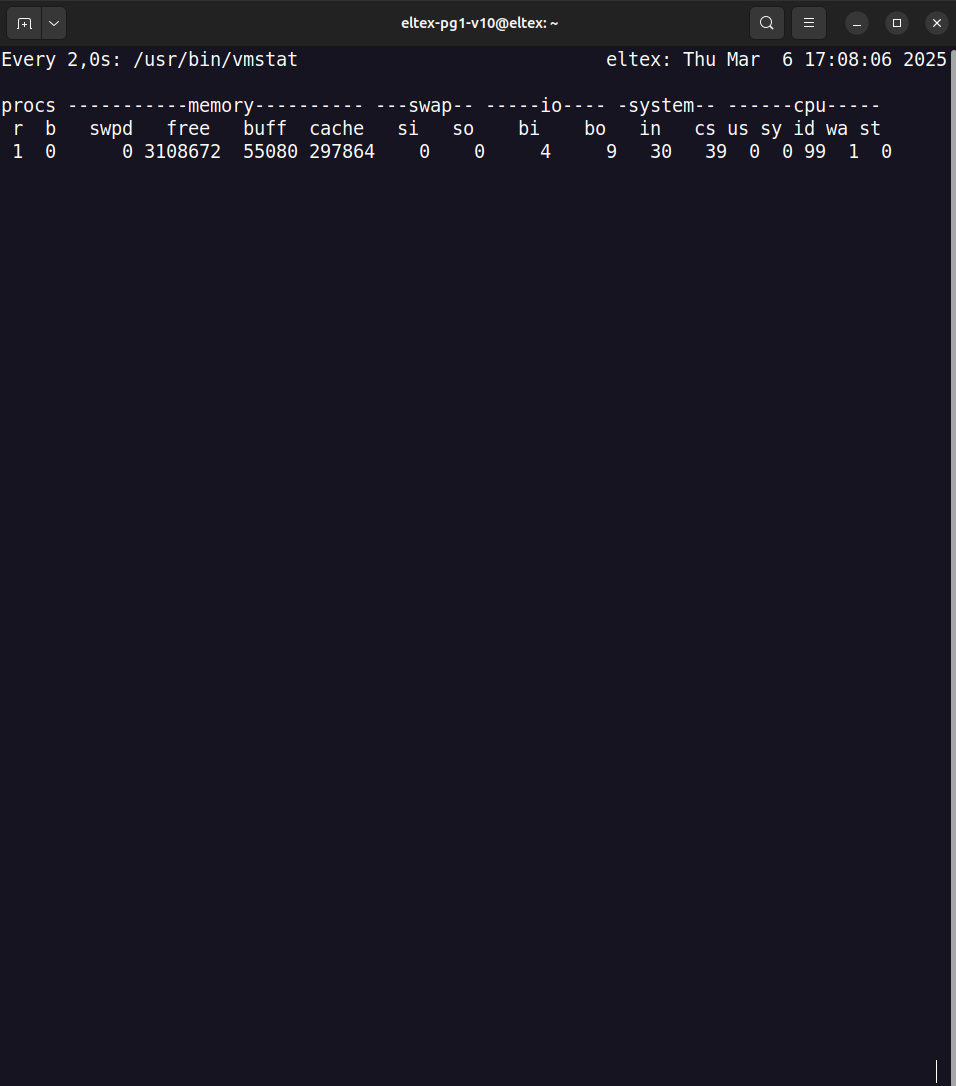 eltex-pg1-v10@eltex: ~
Every 2,0s: /usr/bin/vmstat                            eltex: Thu Mar  6 17:08:06 2025

procs -----------memory---------- ---swap-- -----io---- -system-- ------cpu-----
 r  b   swpd   free   buff  cache   si   so    bi    bo   in   cs us sy id wa st
 1  0      0 3108672  55080 297864    0    0     4     9   30   39  0  0 99  1  0